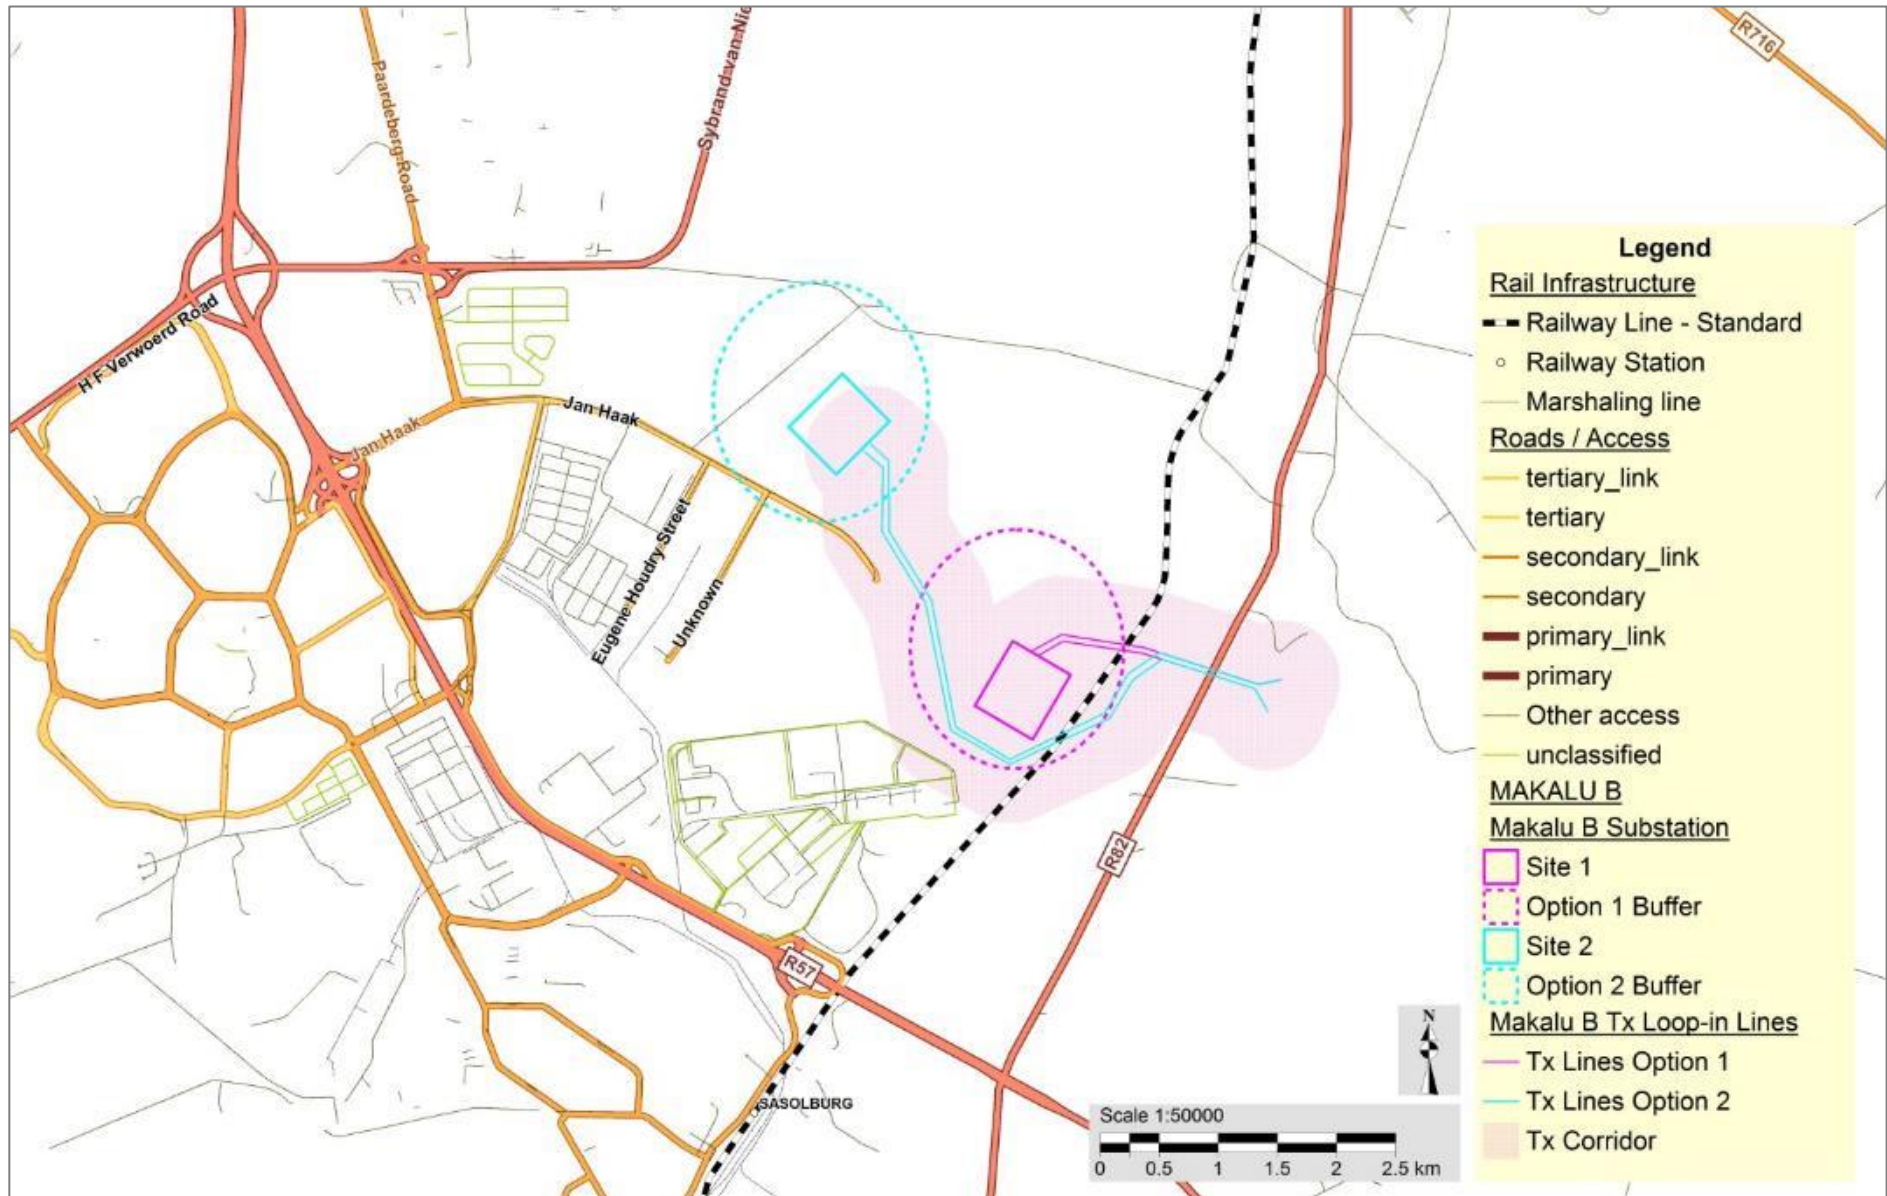 R716
Paardeberg Road
Sybrand van Nie
H F Verwoerd Road
Jan Haak
Jan Haak
Eugene Houdry Street
Unknown
R82
R57
SASOLBURG
Legend
Rail Infrastructure
Railway Line - Standard
Railway Station
Marshaling line
Roads / Access
tertiary_link
tertiary
secondary_link
secondary
primary_link
primary
Other access
unclassified
MAKALU B
Makalu B Substation
Site 1
Option 1 Buffer
Site 2
Option 2 Buffer
Makalu B Tx Loop-in Lines
Tx Lines Option 1
Tx Lines Option 2
Tx Corridor
N
Scale 1:50000
0 0.5 1 1.5 2 2.5 km